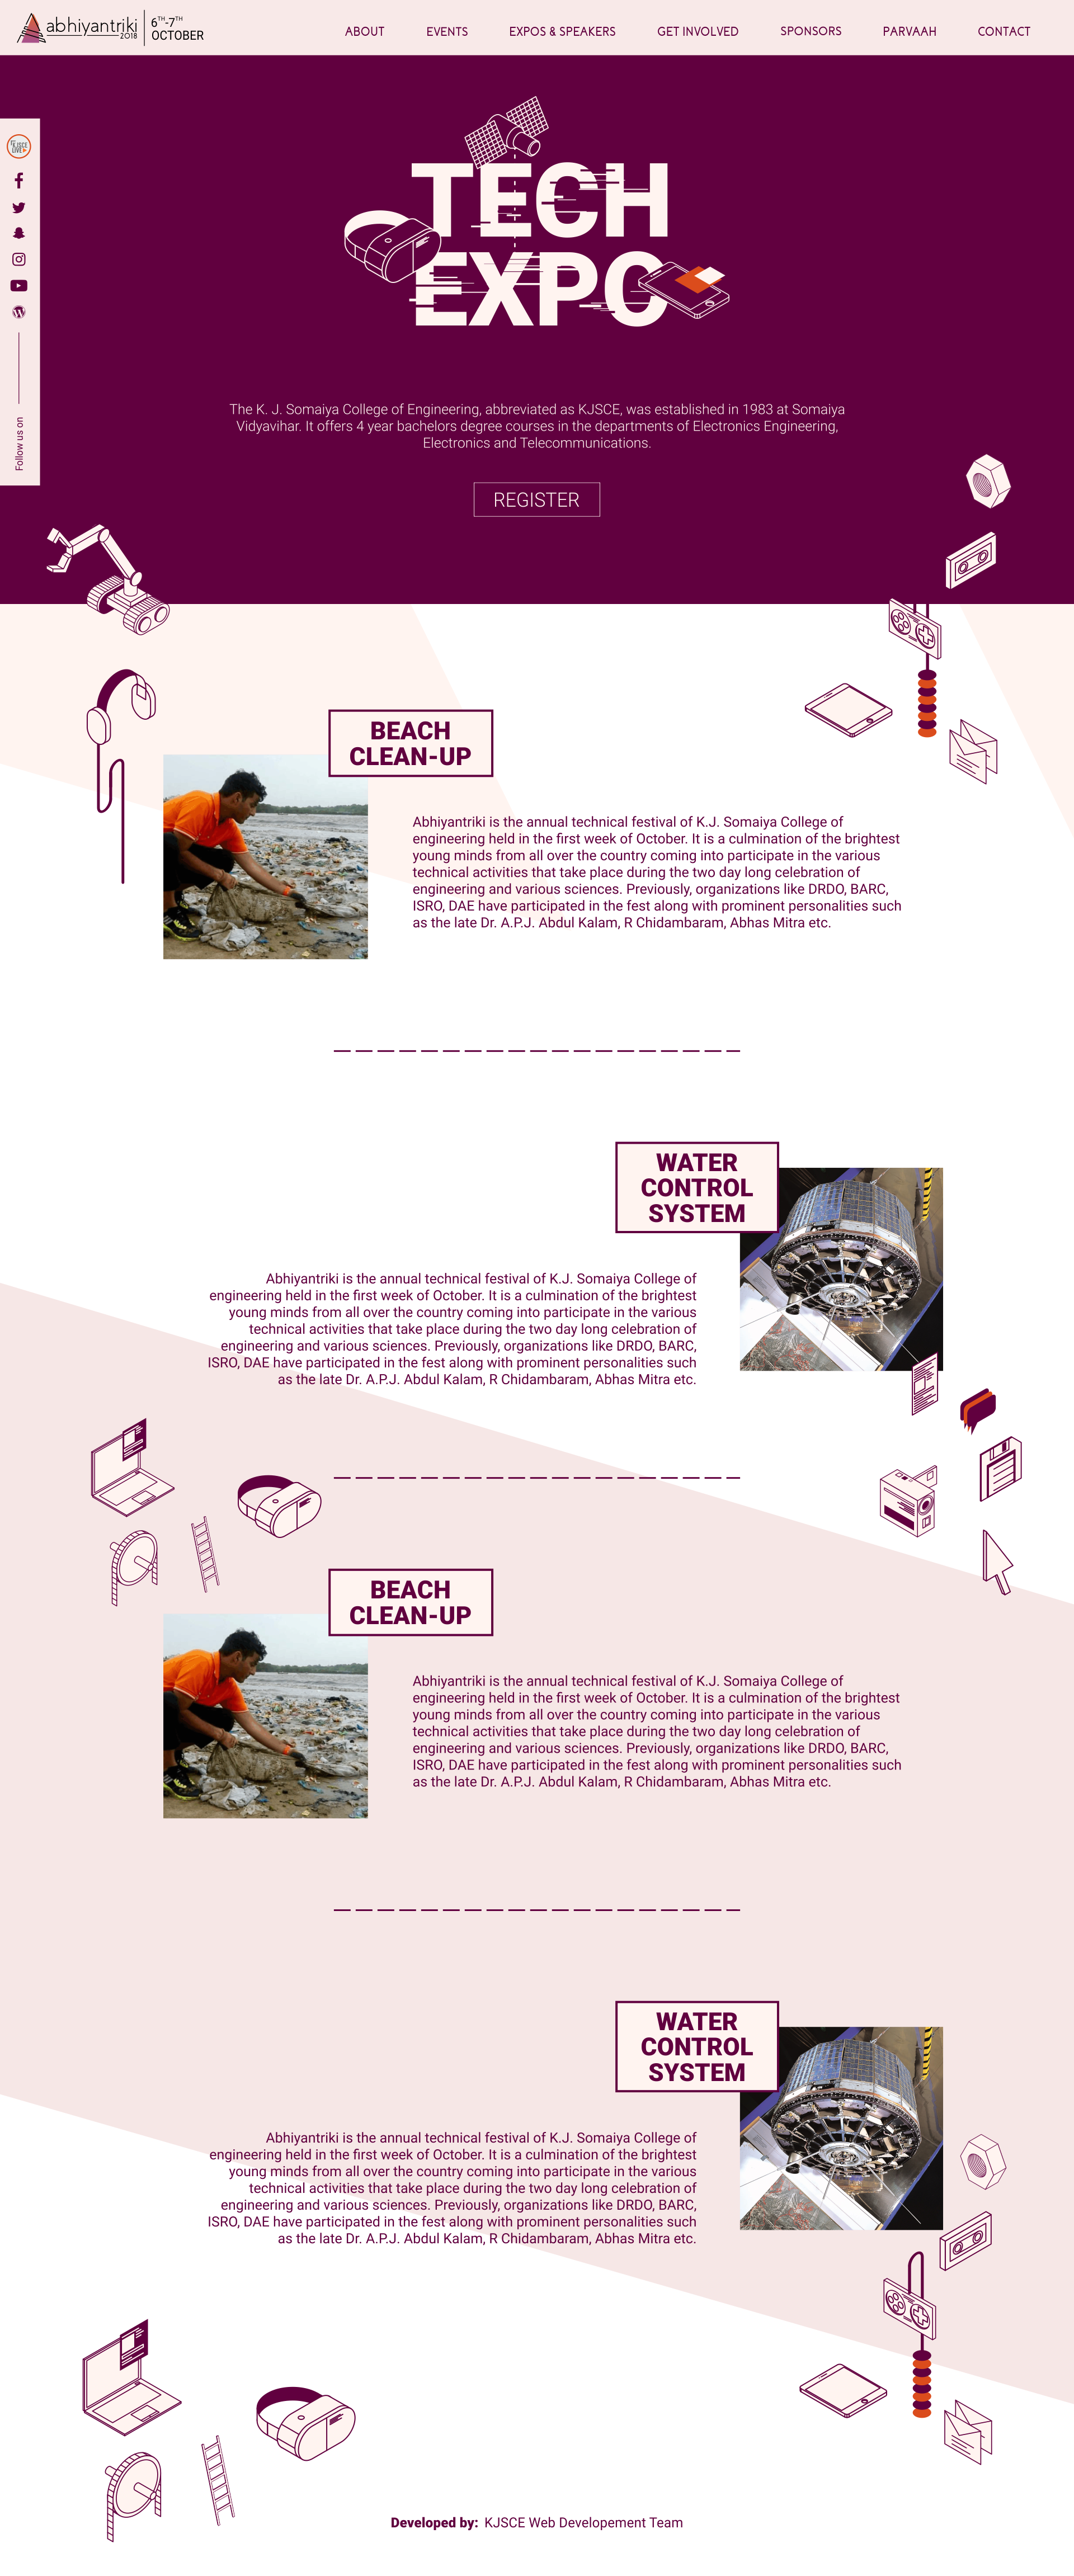 abhiyantriki
2018
6TH-7TH
OCTOBER
ABOUT
EVENTS
EXPOS & SPEAKERS
GET INVOLVED
SPONSORS
PARVAAH
CONTACT
KJSCE
LIVE
Follow us on
TECH
EXPO
The K. J. Somaiya College of Engineering, abbreviated as KJSCE, was established in 1983 at Somaiya
Vidyavihar. It offers 4 year bachelors degree courses in the departments of Electronics Engineering,
Electronics and Telecommunications.
REGISTER
BEACH
CLEAN-UP
Abhiyantriki is the annual technical festival of K.J. Somaiya College of
engineering held in the first week of October. It is a culmination of the brightest
young minds from all over the country coming into participate in the various
technical activities that take place during the two day long celebration of
engineering and various sciences. Previously, organizations like DRDO, BARC,
ISRO, DAE have participated in the fest along with prominent personalities such
as the late Dr. A.P.J. Abdul Kalam, R Chidambaram, Abhas Mitra etc.
WATER
CONTROL
SYSTEM
Abhiyantriki is the annual technical festival of K.J. Somaiya College of
engineering held in the first week of October. It is a culmination of the brightest
young minds from all over the country coming into participate in the various
technical activities that take place during the two day long celebration of
engineering and various sciences. Previously, organizations like DRDO, BARC,
ISRO, DAE have participated in the fest along with prominent personalities such
as the late Dr. A.P.J. Abdul Kalam, R Chidambaram, Abhas Mitra etc.
BEACH
CLEAN-UP
Abhiyantriki is the annual technical festival of K.J. Somaiya College of
engineering held in the first week of October. It is a culmination of the brightest
young minds from all over the country coming into participate in the various
technical activities that take place during the two day long celebration of
engineering and various sciences. Previously, organizations like DRDO, BARC,
ISRO, DAE have participated in the fest along with prominent personalities such
as the late Dr. A.P.J. Abdul Kalam, R Chidambaram, Abhas Mitra etc.
WATER
CONTROL
SYSTEM
Abhiyantriki is the annual technical festival of K.J. Somaiya College of
engineering held in the first week of October. It is a culmination of the brightest
young minds from all over the country coming into participate in the various
technical activities that take place during the two day long celebration of
engineering and various sciences. Previously, organizations like DRDO, BARC,
ISRO, DAE have participated in the fest along with prominent personalities such
as the late Dr. A.P.J. Abdul Kalam, R Chidambaram, Abhas Mitra etc.
Developed by: KJSCE Web Developement Team